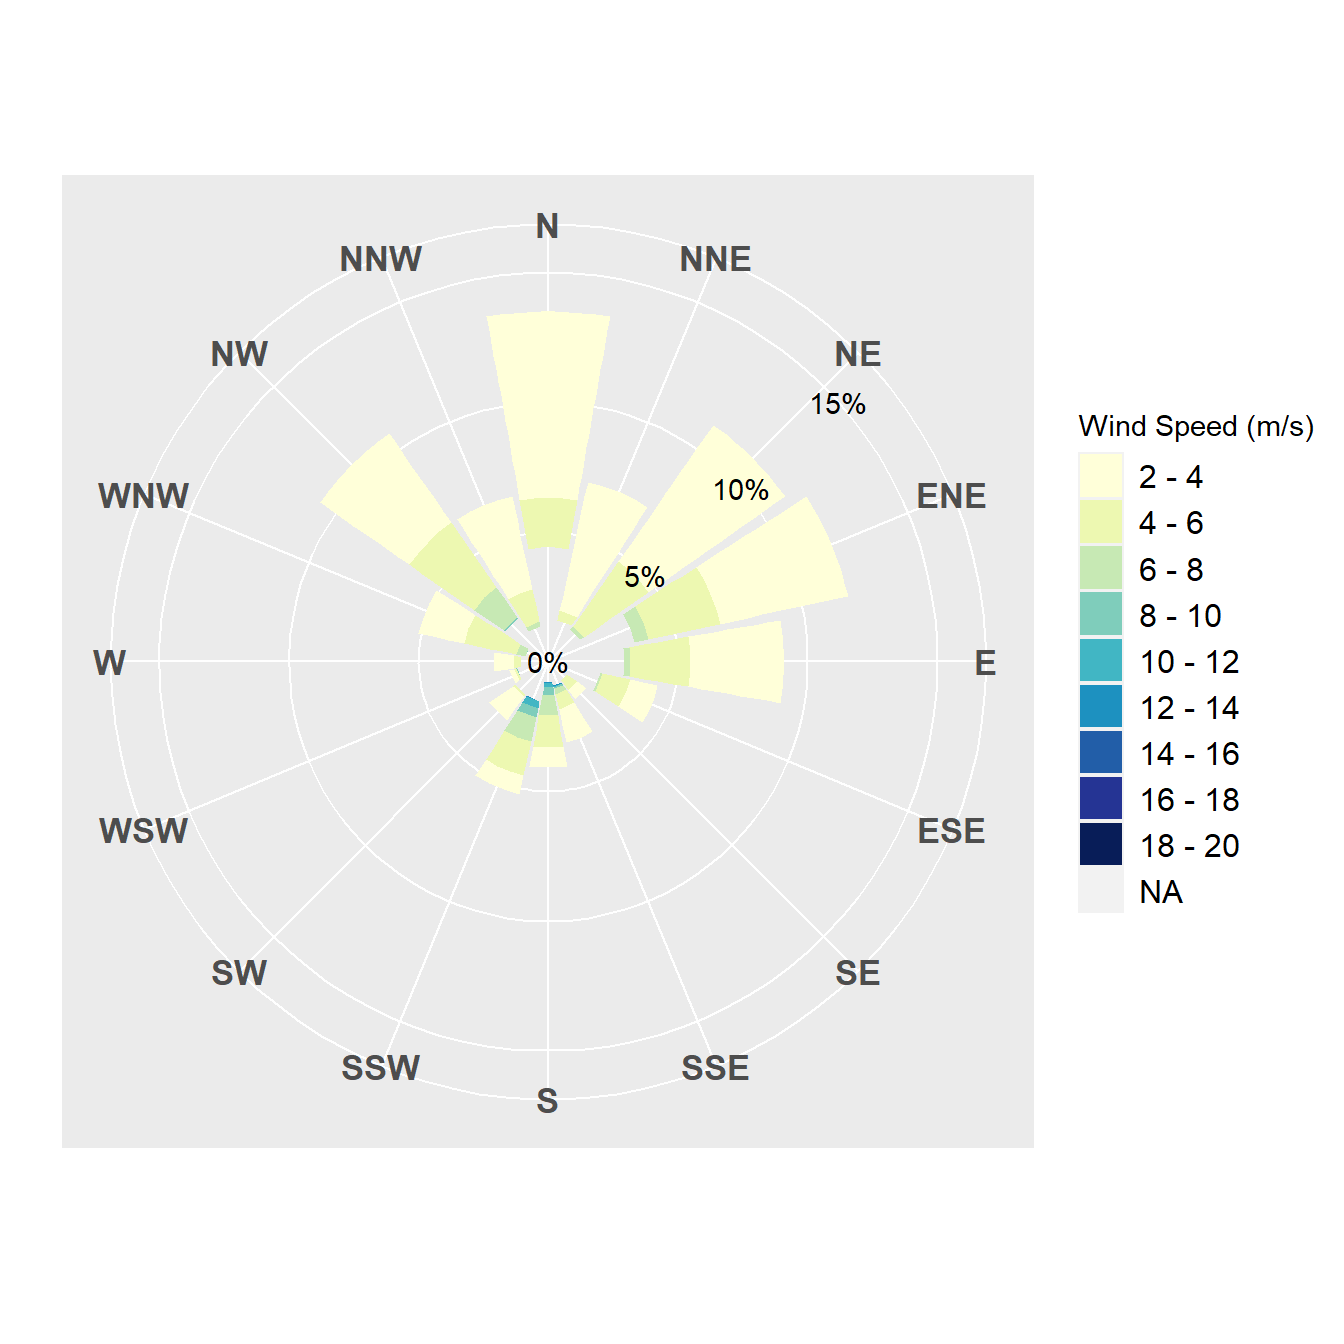 N
NNW
NNE
NW
NE
15%
Wind Speed (m/s)
2 - 4
WNW
10%
ENE
4 - 6
6 - 8
5%
8 - 10
W
0%
E
10 - 12
12 - 14
14 - 16
16 - 18
WSW
ESE
18 - 20
NA
SW
SE
SSW
SSE
S